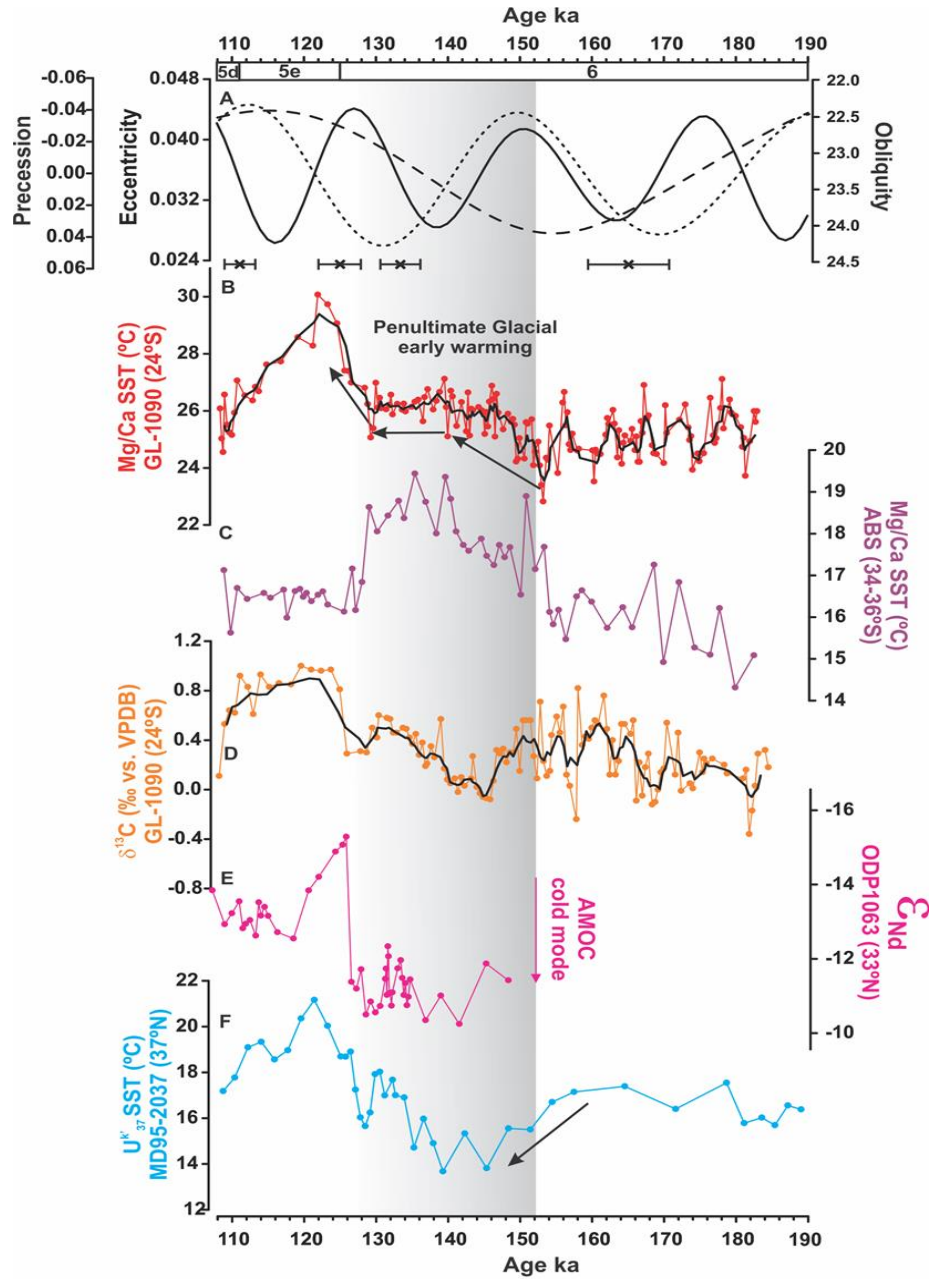 Age ka
110 120 130 140 150 160 170 180 190
5d 5e 6
Precession
-0.06
-0.04
-0.02
0.00
0.02
0.04
0.06
Eccentricity
0.048
0.040
0.032
0.024
A
22.0
22.5
23.0
23.5
24.0
24.5
Obliquity
B
Mg/Ca SST (ºC)
GL-1090 (24ºS)
30
28
26
24
22
Penultimate Glacial
early warming
C
20
19
18
17
16
15
14
Mg/Ca SST (ºC)
ABS (34-36ºS)
D
δ¹³C (‰ vs. VPDB)
GL-1090 (24ºS)
1.2
0.8
0.4
0.0
-0.4
-0.8
E
AMOC
cold mode
-16
-14
-12
-10
εNd
ODP1063 (33ºN)
F
Uᵏ'₃₇ SST (ºC)
MD95-2037 (37ºN)
22
20
18
16
14
12
110 120 130 140 150 160 170 180 190
Age ka